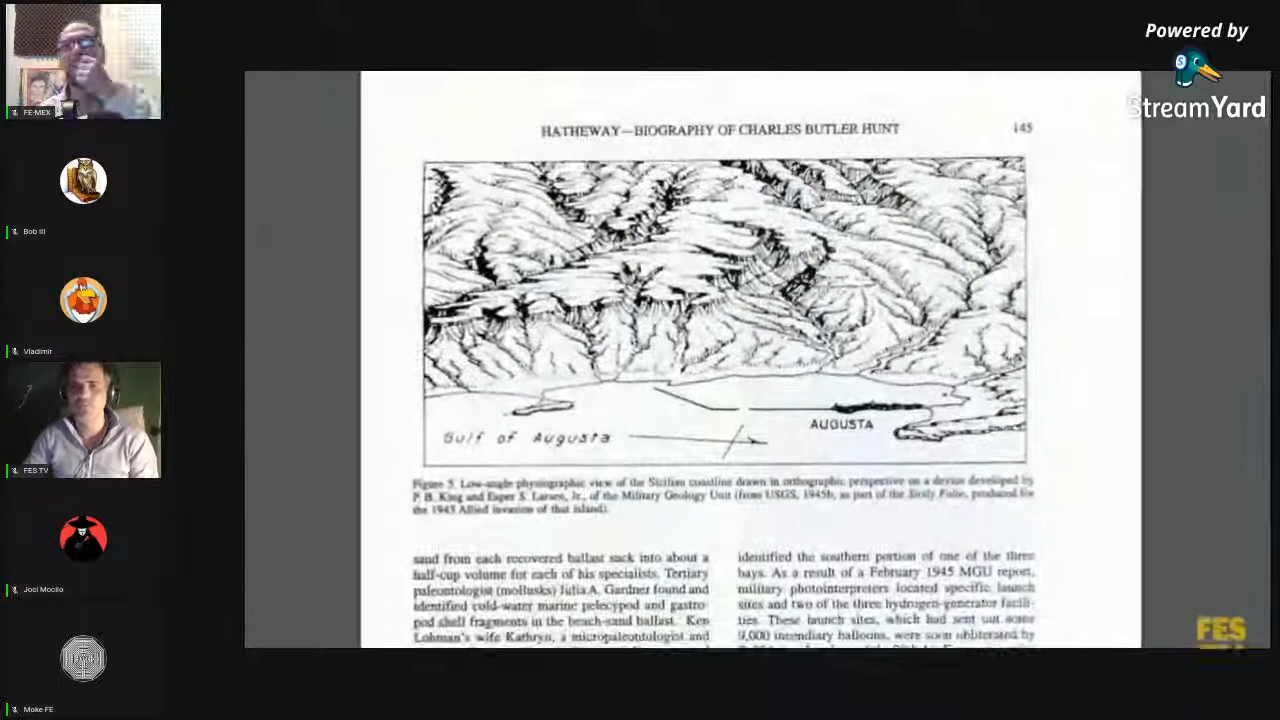 Powered by
StreamYard
FE-MEX
Bob III
Vladimir
FES TV
Joci Mocilo
Moke FE
HATHEWAY—BIOGRAPHY OF CHARLES BUTLER HUNT
145
Gulf of Augusta
AUGUSTA
Figure 5. Low-angle physiographic view of the Sicilian coastline drawn in orthographic perspective on a device developed by
P. B. King and Esper S. Larsen, Jr., of the Military Geology Unit (from USGS, 1945b, as part of the Sicily Folio, produced for
the 1943 Allied invasion of that island).
sand from each recovered ballast sack into about a
half-cup volume for each of his specialists. Tertiary
paleontologist (mollusks) Julia A. Gardner found and
identified cold-water marine pelecypod and gastro-
pod shell fragments in the beach-sand ballast. Ken
Lohman's wife Kathryn, a micropaleontologist and
identified the southern portion of one of the three
bays. As a result of a February 1945 MGU report,
military photointerpreters located specific launch
sites and two of the three hydrogen-generator facili-
ties. These launch sites, which had sent out some
9,000 incendiary balloons, were soon obliterated by
FES